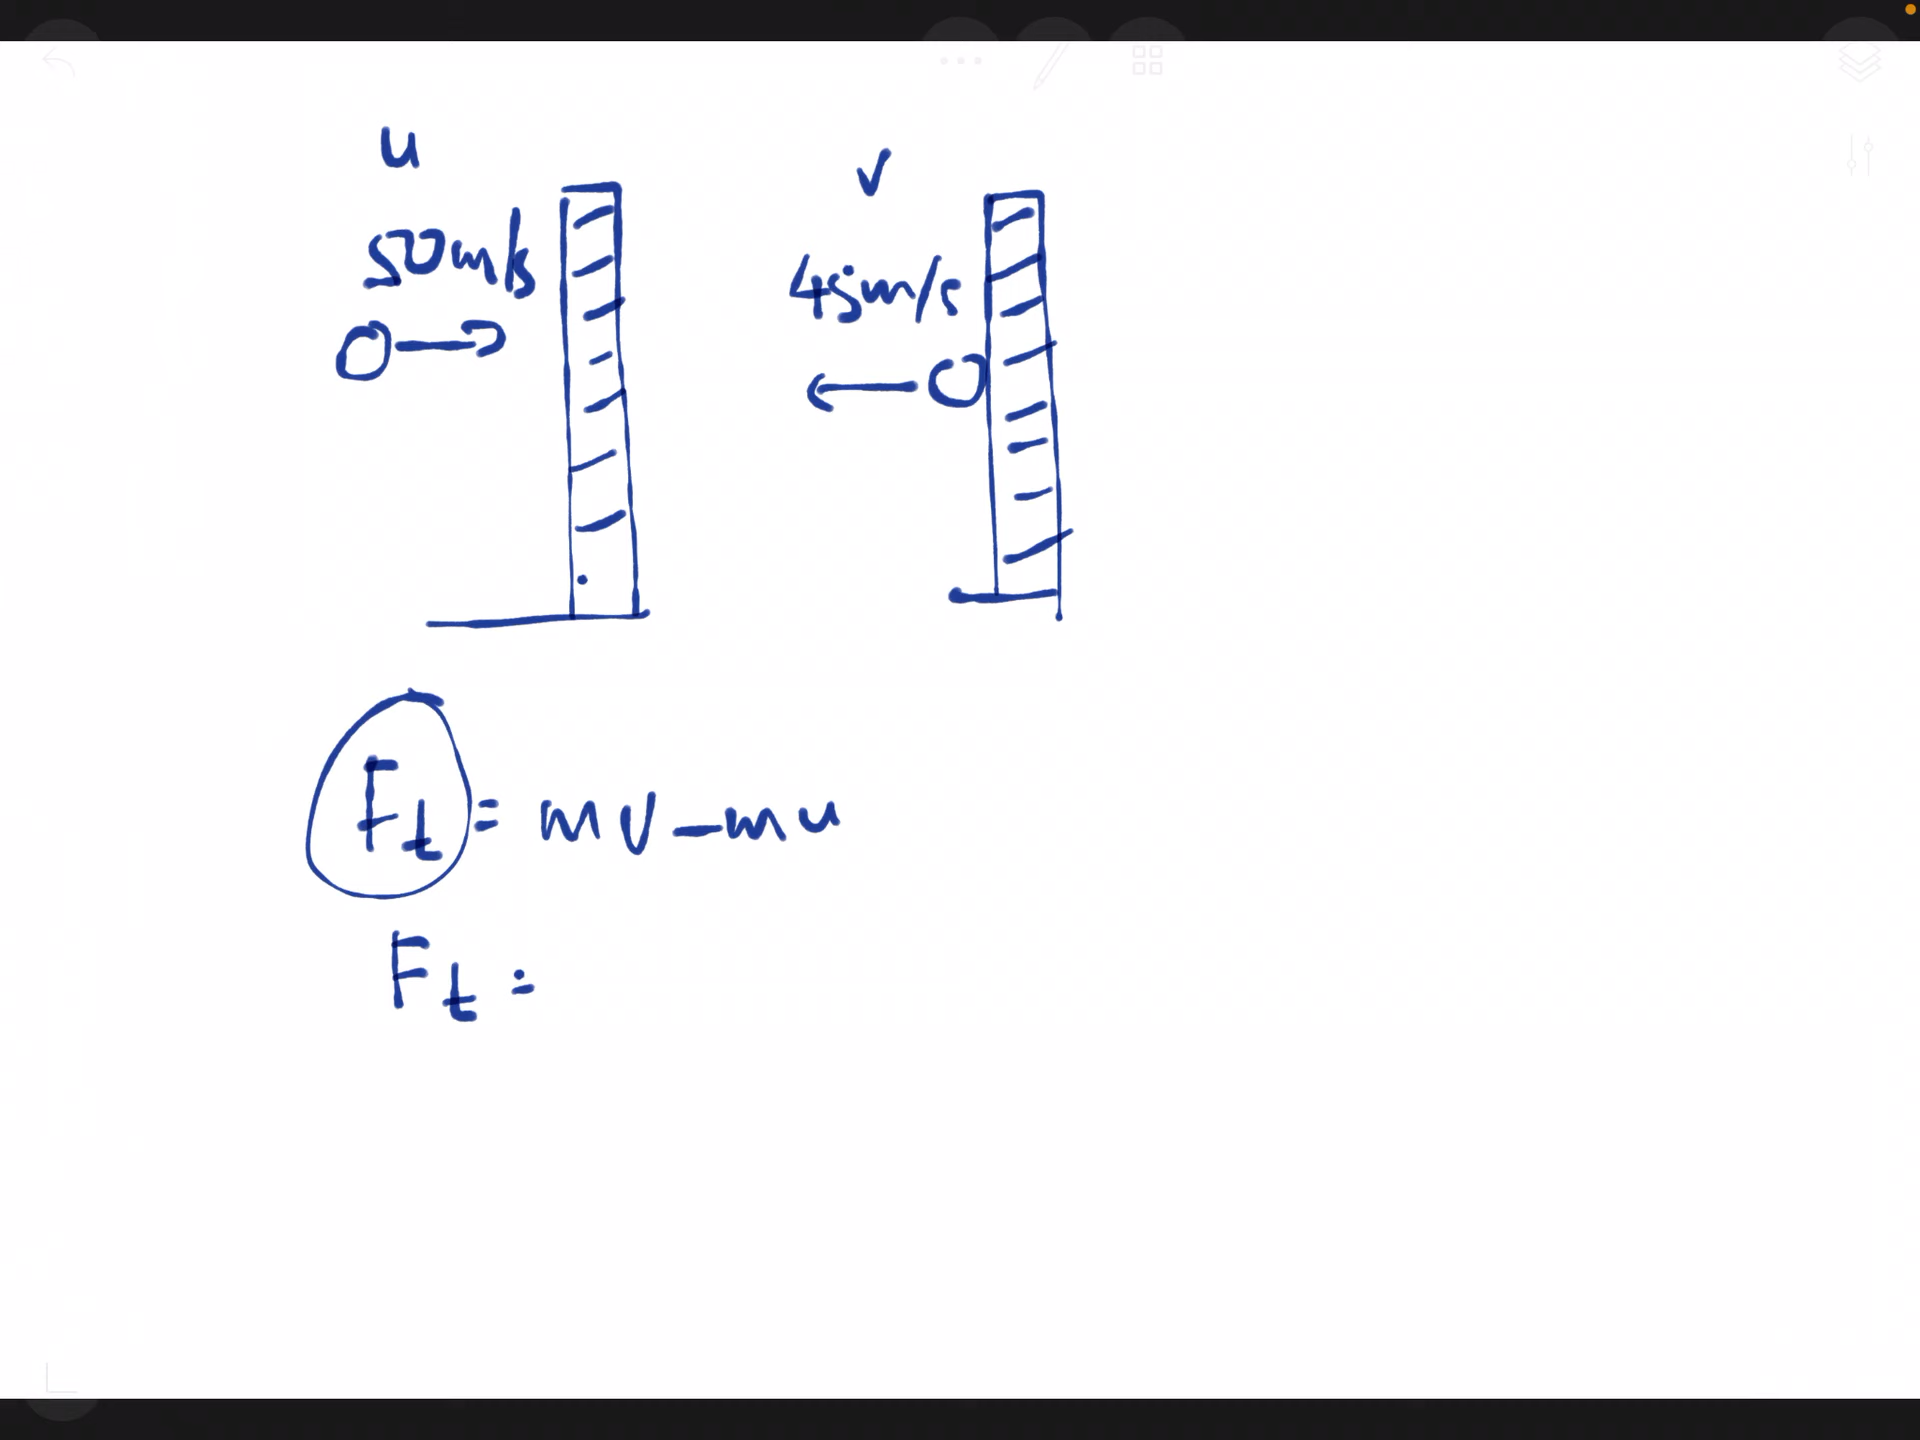 u
v
50m/s
45m/s
Ft = mv - mu
Ft =